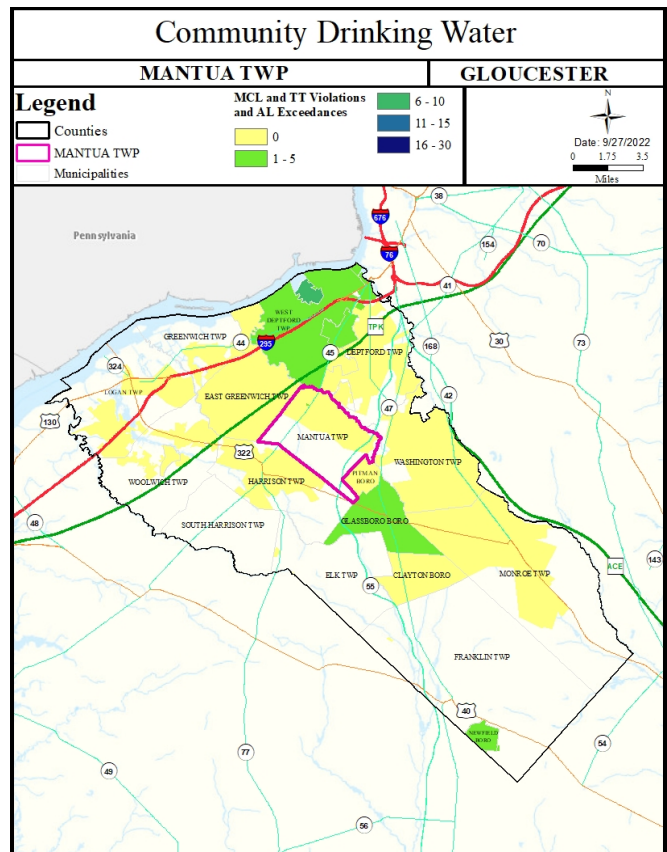 Community Drinking Water
MANTUA TWP
GLOUCESTER
Legend
Counties
MANTUA TWP
Municipalities
MCL and TT Violations
and AL Exceedances
0
1 - 5
6 - 10
11 - 15
16 - 30
N
Date: 9/27/2022
0 1.75 3.5
Miles
Pennsylvania
38
676
154
70
76
41
WEST
DEPTFORD
TWP
TPK
30
73
GREENWICH TWP
44
295
45
DEPTFORD TWP
168
324
LOGAN TWP
EAST GREENWICH TWP
47
42
130
MANTUA TWP
322
WASHINGTON TWP
PITMAN
BORO
WOOLWICH TWP
HARRISON TWP
48
SOUTH HARRISON TWP
GLASSBORO BORO
143
ACE
ELK TWP
55
CLAYTON BORO
MONROE TWP
FRANKLIN TWP
40
NEWFIELD
BORO
54
77
49
56